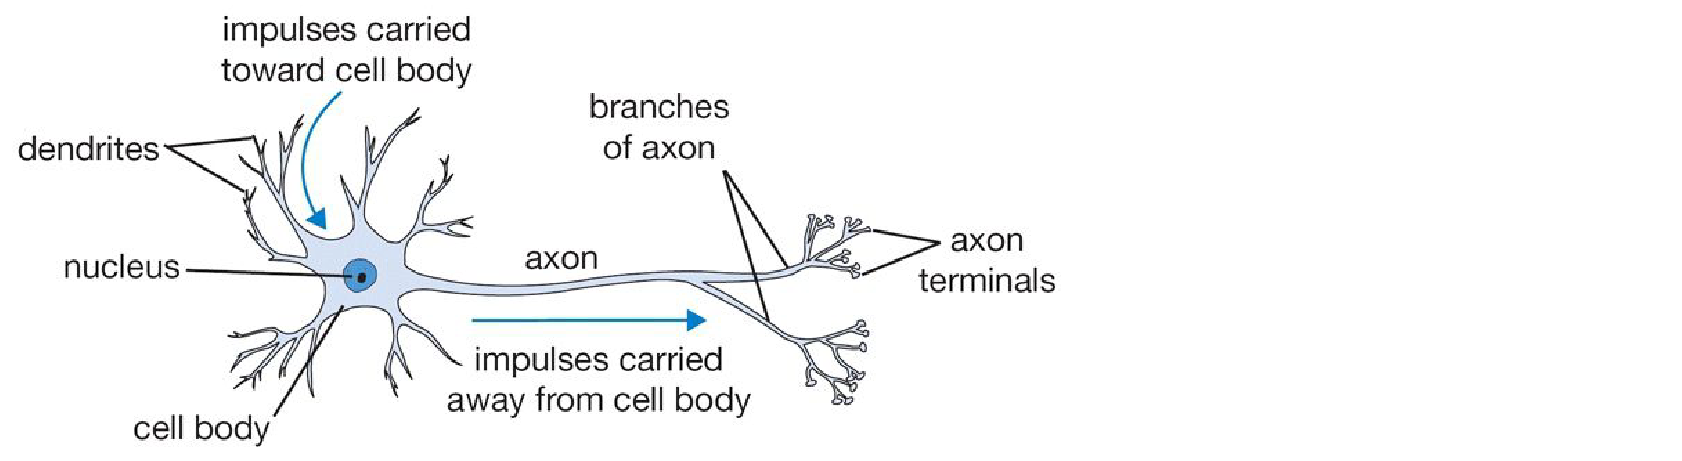 impulses carried
toward cell body
branches
of axon
dendrites
axon
terminals
axon
nucleus
impulses carried
away from cell body
cell body